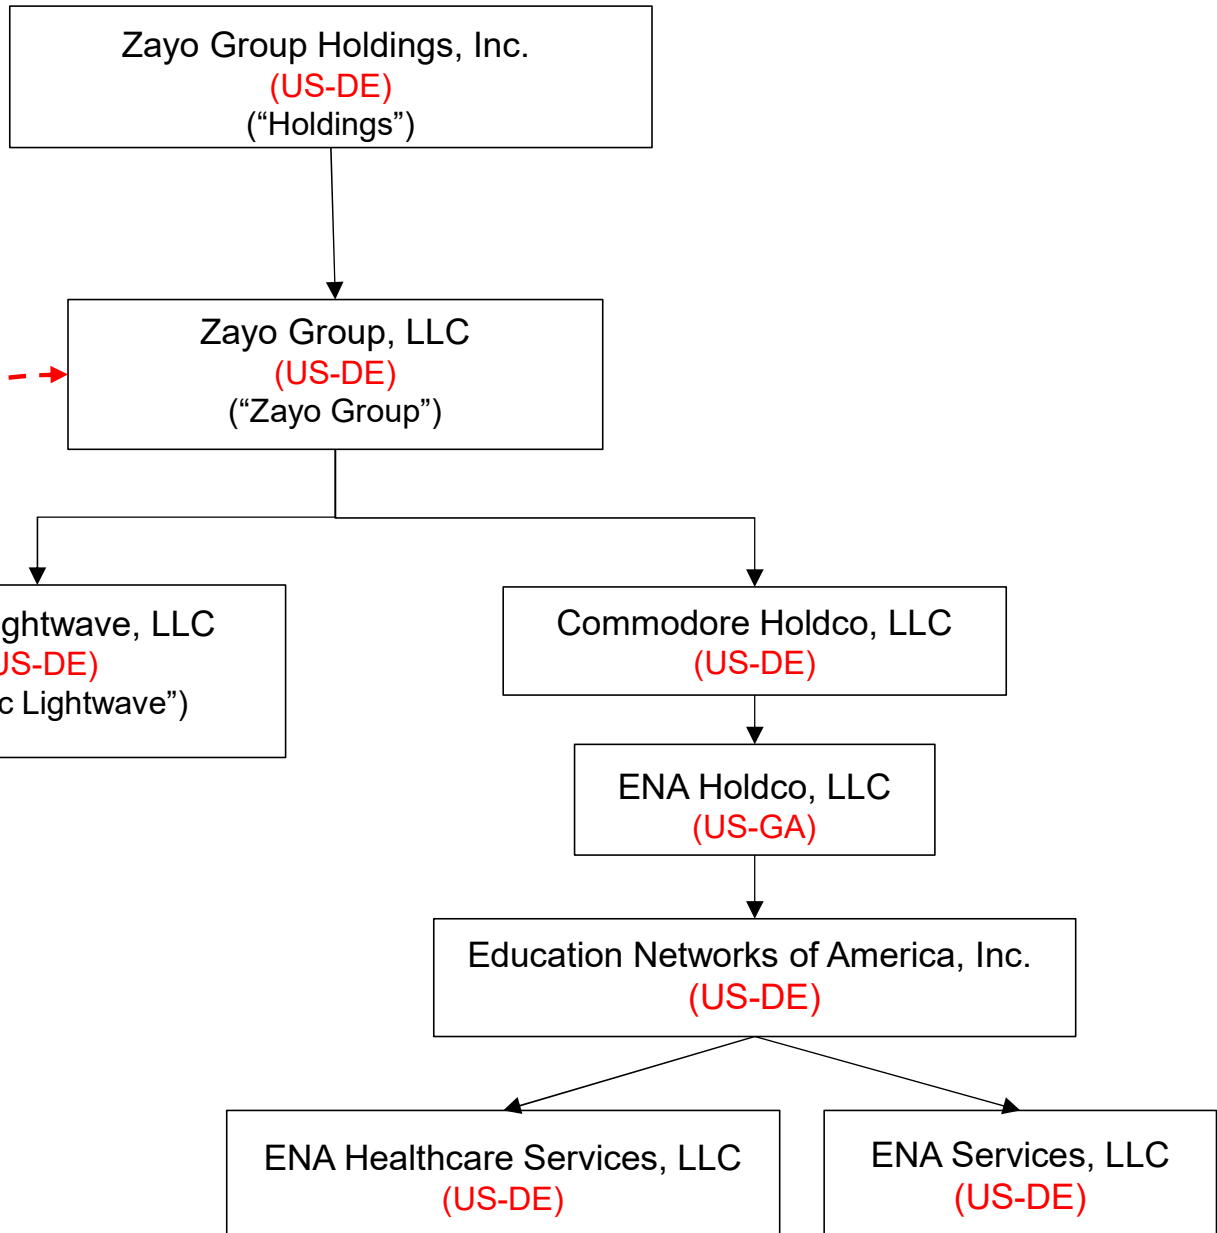 Zayo Group Holdings, Inc.
(US-DE)
(“Holdings”)
Zayo Group, LLC
(US-DE)
(“Zayo Group”)
ghtwave, LLC
US-DE)
c Lightwave”)
Commodore Holdco, LLC
(US-DE)
ENA Holdco, LLC
(US-GA)
Education Networks of America, Inc.
(US-DE)
ENA Healthcare Services, LLC
(US-DE)
ENA Services, LLC
(US-DE)